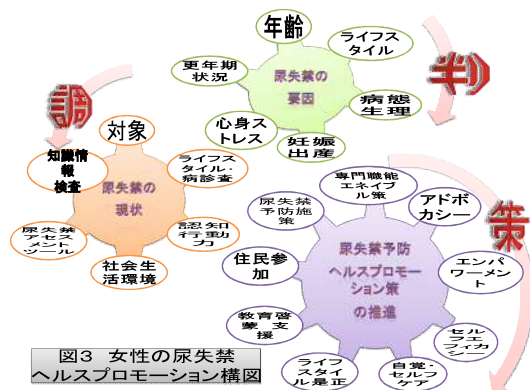 年齢
ライフス
タイル
病態
生理
妊娠
出産
心身ス
トレス
更年期
状況
尿失禁の
要因
判
調
対象
ライフス
タイル・
病診査
認知
行動
力
社会生
活環境
尿失禁
アセス
メントツ
ール
知識情
報
検査
尿失禁の
現状
専門職能
エネイブ
ル策
アドボ
カシー
エンパ
ワーメン
ト
セル
フエフ
ィカ
シー
自覚・
セルフ
ケア
ライフ
スタイ
ル是正
教育啓
蒙 支
援
住民参
加
尿失禁
予防施
策
尿失禁予防
ヘルスプロモー
ション策
の推進
策
図3 女性の尿失禁
ヘルスプロモーション構図